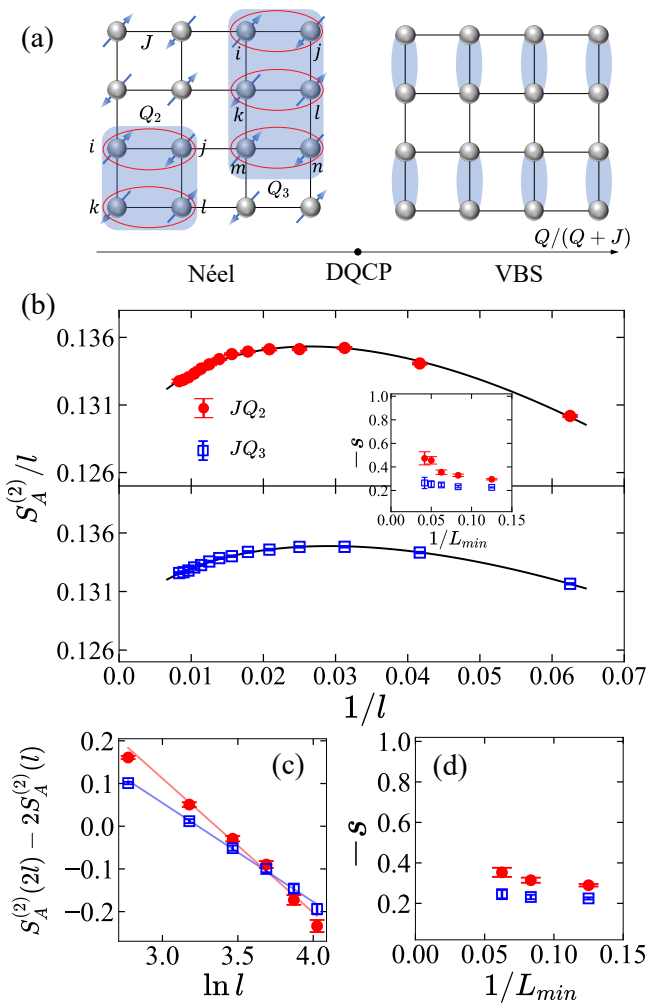 (a)
J
i
j
Q₂
k
l
i
j
m
n
Q₃
k
l
Q/(Q + J)
Néel
DQCP
VBS
(b)
0.136
0.131
0.126
0.136
0.131
0.126
S_A^{(2)}/l
JQ₂
JQ₃
1.0
0.8
0.6
0.4
0.2
−s
0.00
0.05
0.10
0.15
1/L_{min}
0.0
0.01
0.02
0.03
0.04
0.05
0.06
0.07
1/l
(c)
0.2
0.1
0.0
−0.1
−0.2
S_A^{(2)}(2l) − 2S_A^{(2)}(l)
3.0
3.5
4.0
ln l
(d)
1.0
0.8
0.6
0.4
0.2
−s
0.00
0.05
0.10
0.15
1/L_{min}